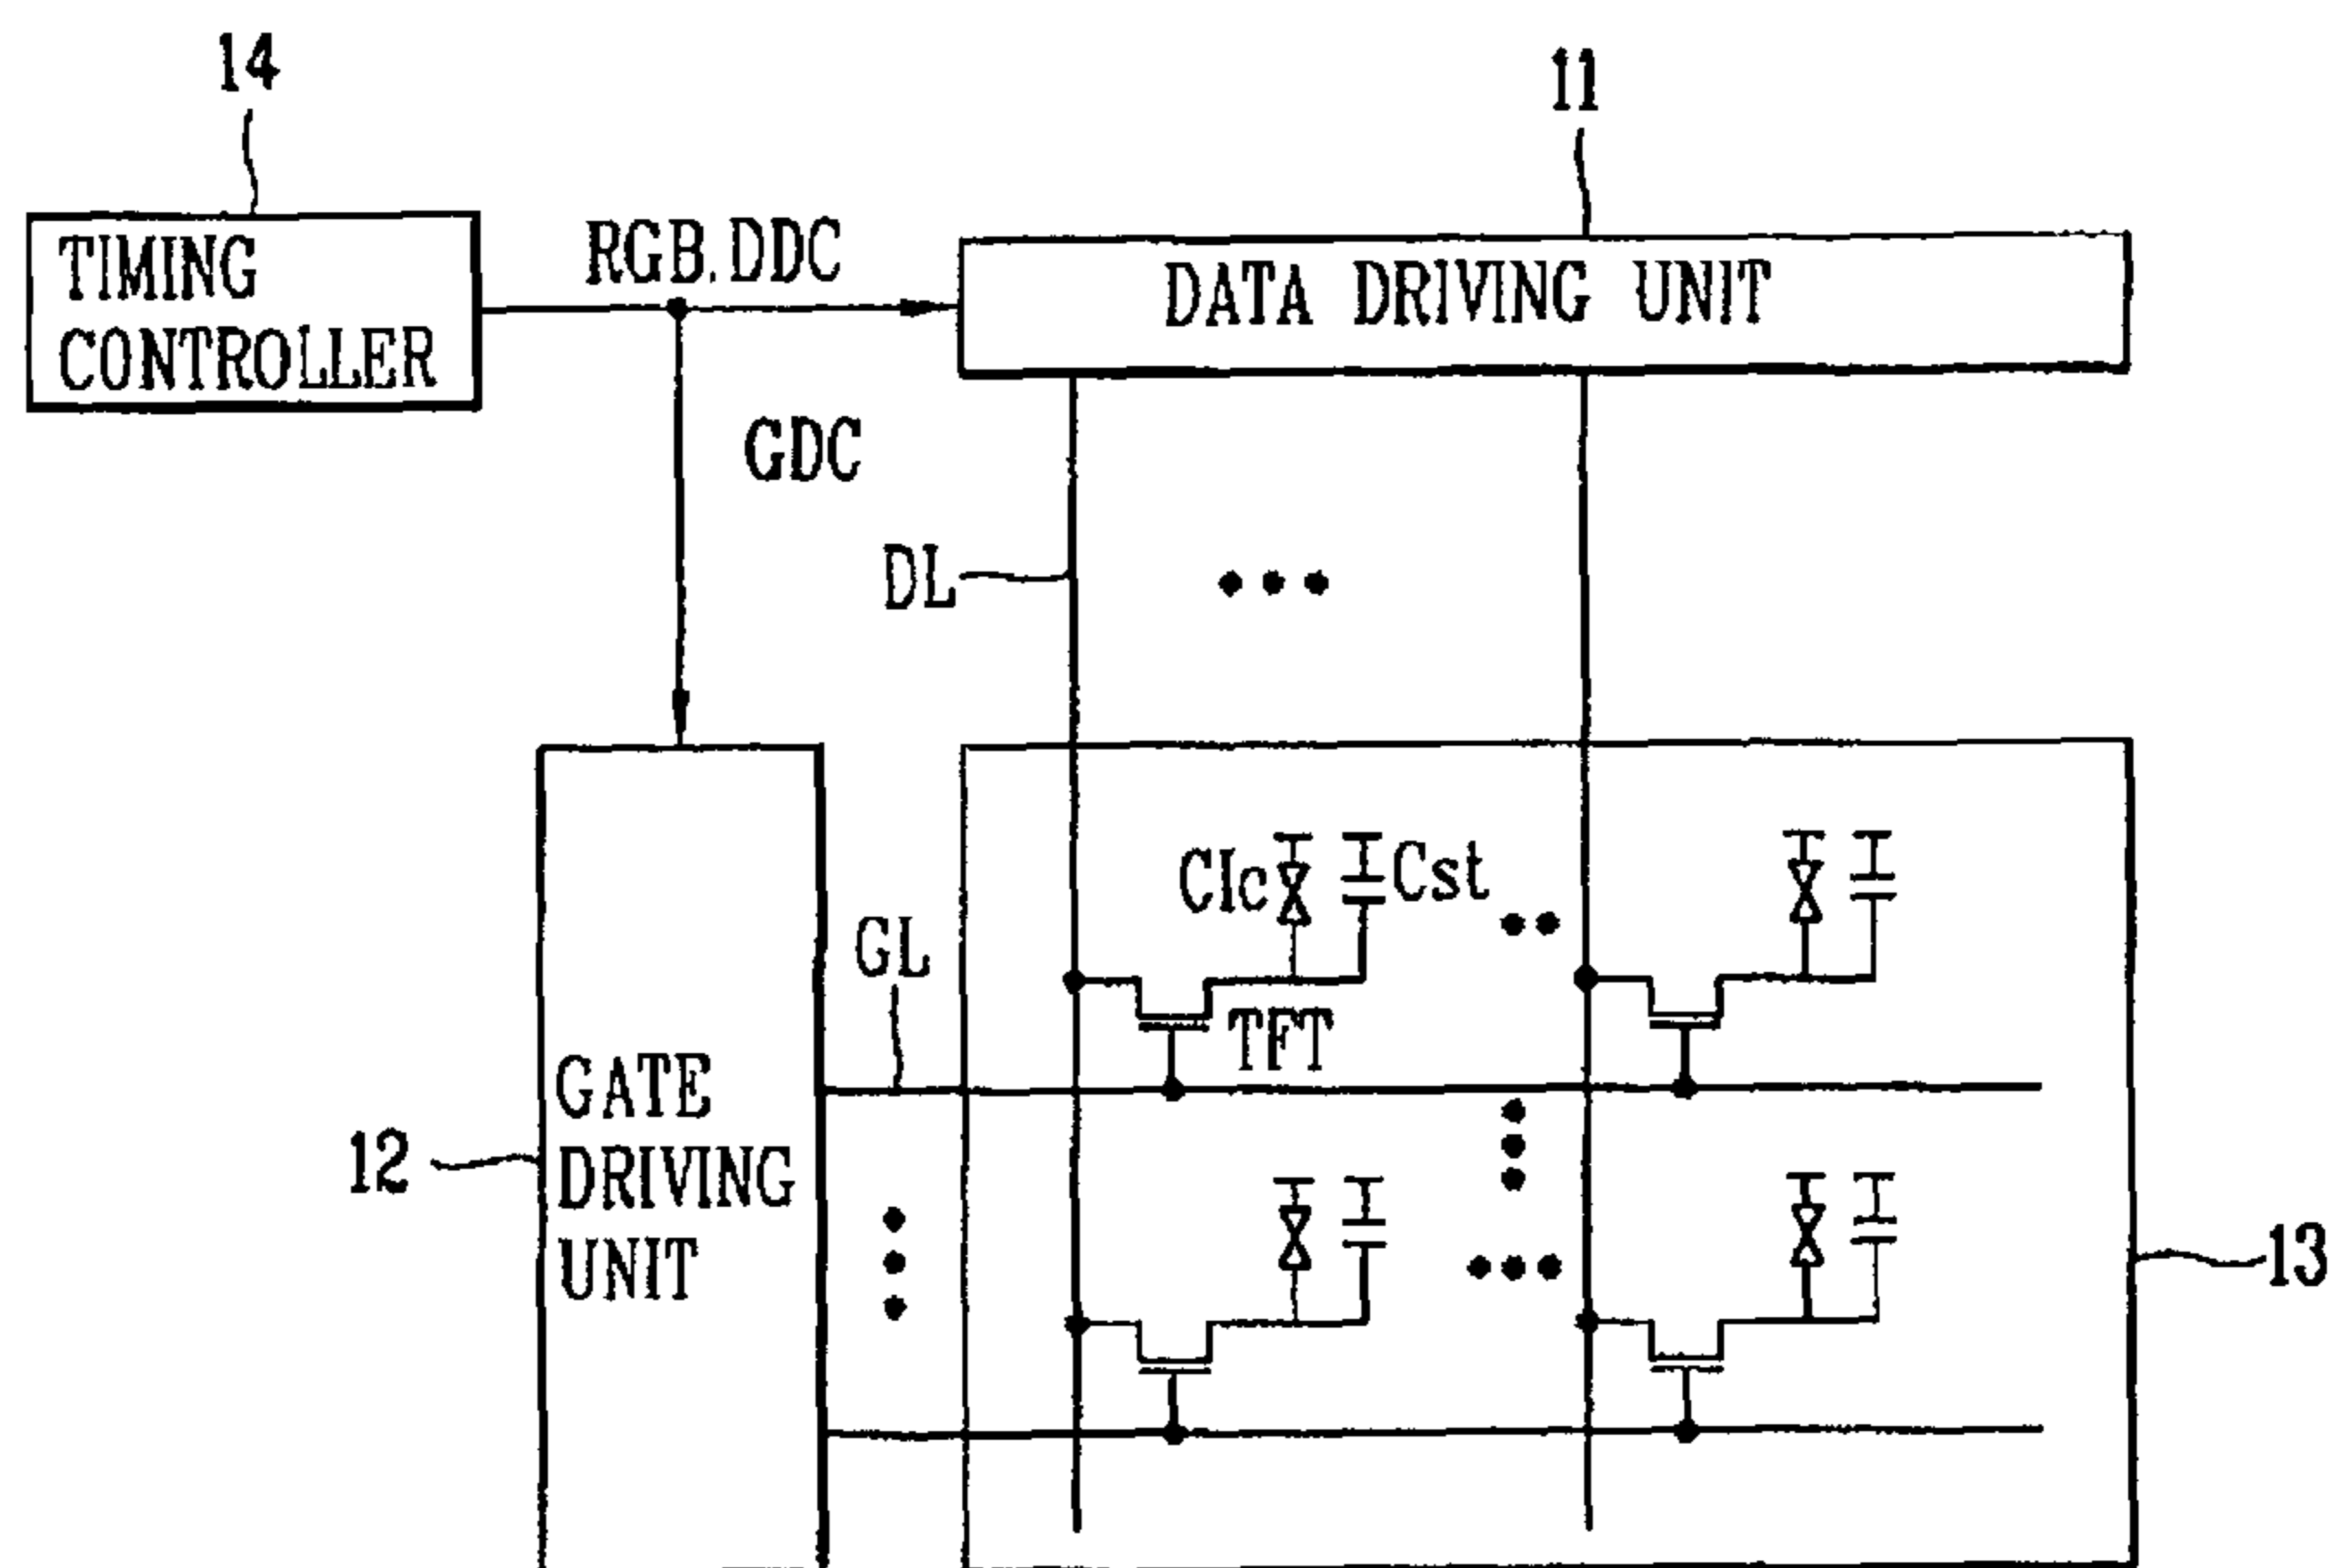 14
11
TIMING
CONTROLLER
RGB.DDC
DATA DRIVING UNIT
GDC
DL
Clc
Cst
GL
TFT
GATE
DRIVING
UNIT
12
13